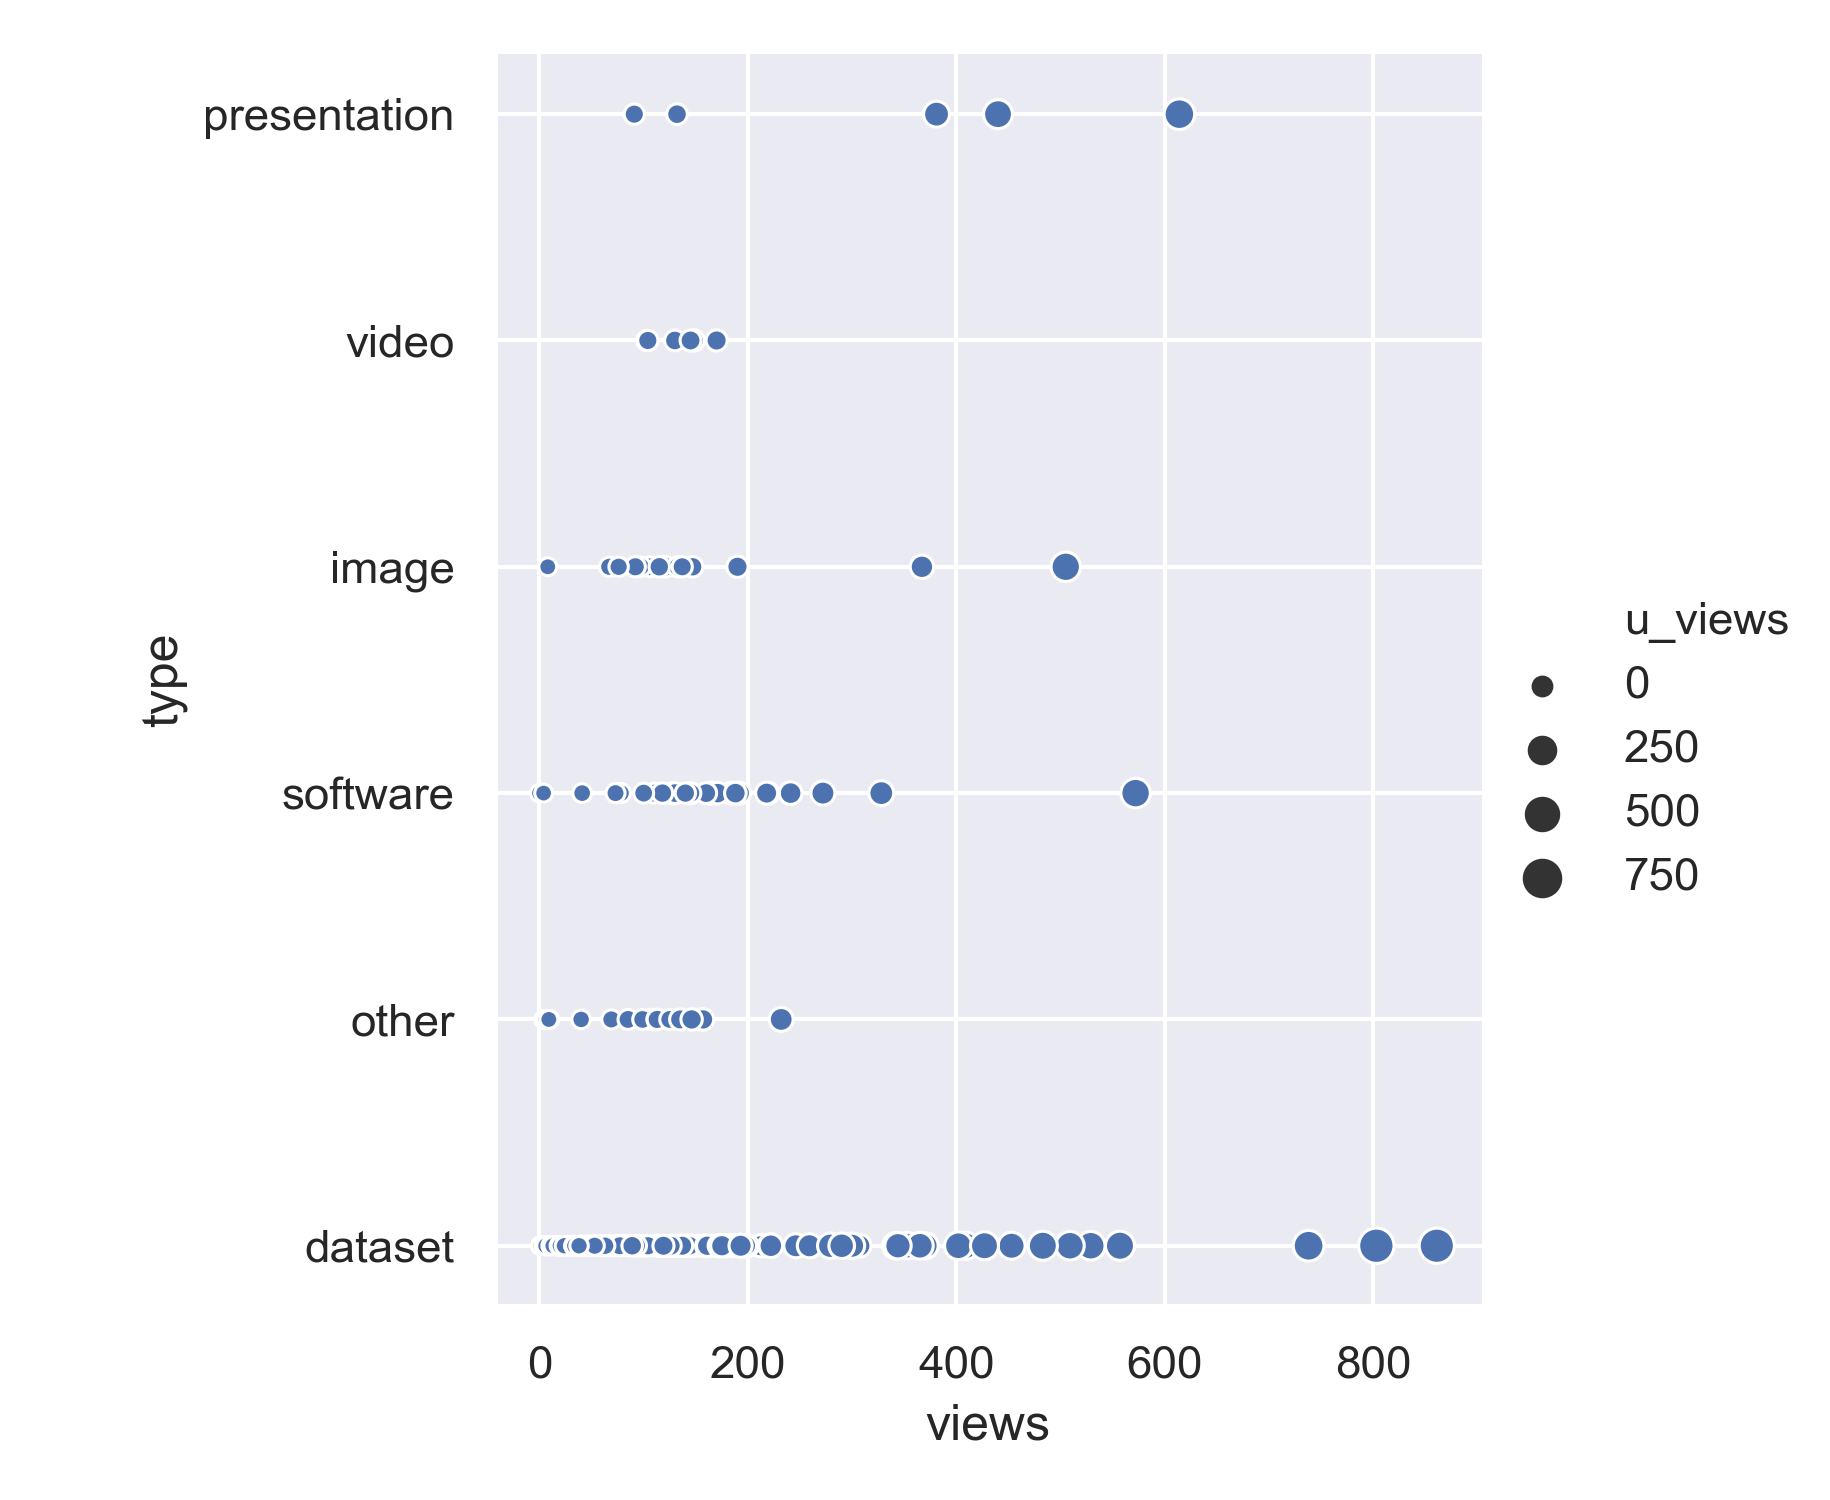 presentation
video
image
software
other
dataset
type
0 200 400 600 800
views
u_views
0
250
500
750